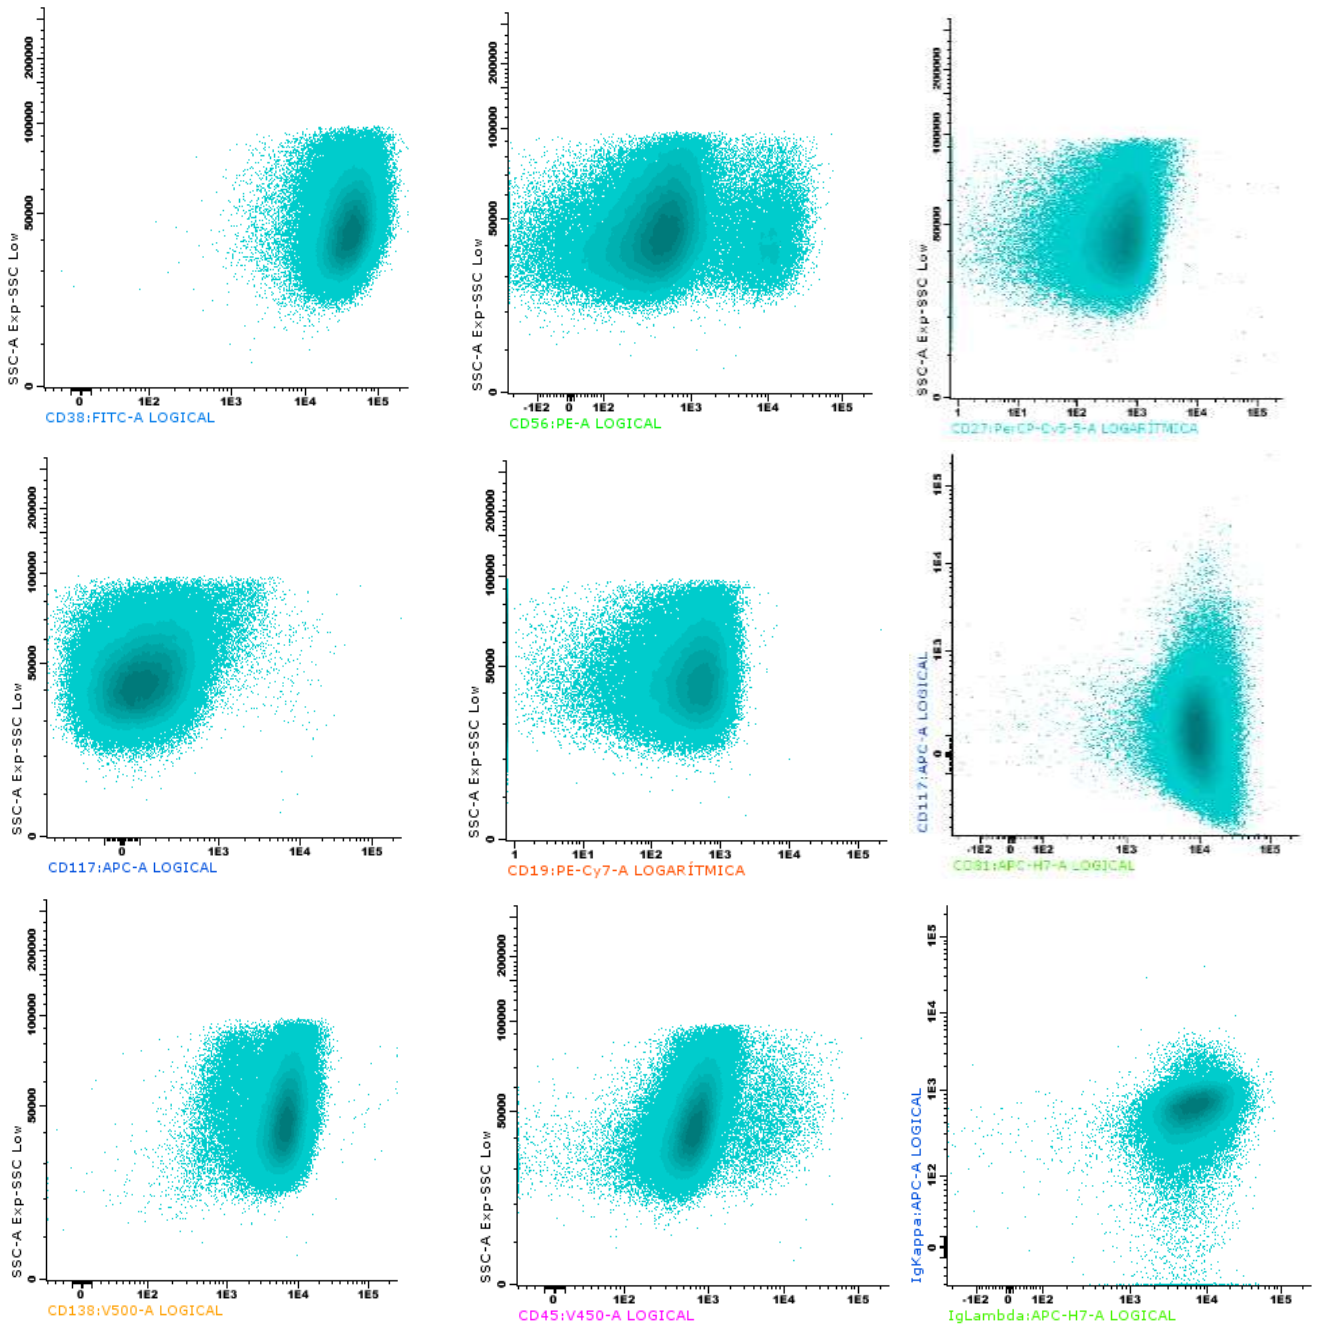 200000
100000
50000
0
SSC-A Exp-SSC Low
0 1E2 1E3 1E4 1E5
CD38:FITC-A LOGICAL
200000
100000
50000
0
SSC-A Exp-SSC Low
-1E2 0 1E2 1E3 1E4 1E5
CD56:PE-A LOGICAL
200000
100000
50000
0
SSC-A Exp-SSC Low
1 1E1 1E2 1E3 1E4 1E5
CD27:PerCP-Cy5-5-A LOGARÍTMICA
200000
100000
50000
0
SSC-A Exp-SSC Low
0 1E3 1E4 1E5
CD117:APC-A LOGICAL
200000
100000
50000
0
SSC-A Exp-SSC Low
1 1E1 1E2 1E3 1E4 1E5
CD19:PE-Cy7-A LOGARÍTMICA
1E5
1E4
1E3
0
CD117:APC-A LOGICAL
-1E2 0 1E2 1E3 1E4 1E5
CD81:APC-H7-A LOGICAL
200000
100000
50000
0
SSC-A Exp-SSC Low
0 1E2 1E3 1E4 1E5
CD138:V500-A LOGICAL
200000
100000
50000
0
SSC-A Exp-SSC Low
0 1E2 1E3 1E4 1E5
CD45:V450-A LOGICAL
1E5
1E4
1E3
1E2
0
IgKappa:APC-A LOGICAL
-1E2 0 1E2 1E3 1E4 1E5
IgLambda:APC-H7-A LOGICAL